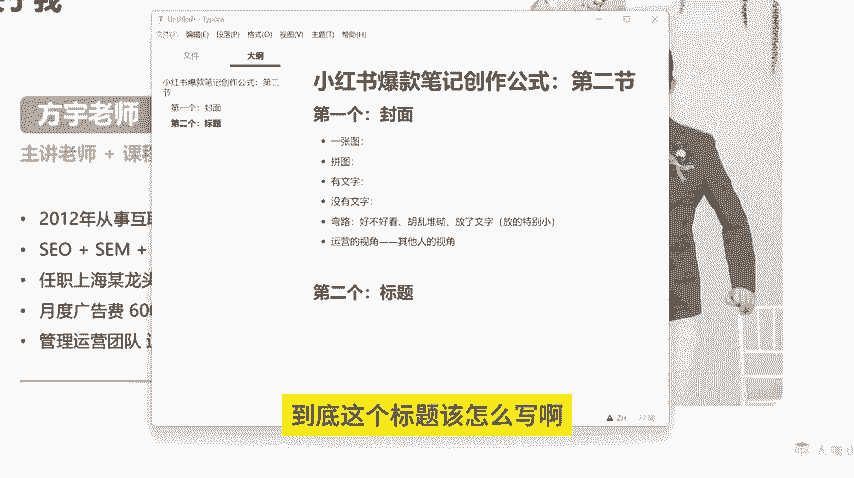 于我
方宇老师
主讲老师 + 课程
2012年从事互联
SEO + SEM +
任职上海某龙头
月度广告费 600
管理运营团队
文件(F) 编辑(E) 段落(P) 格式(O) 视图(V) 主题(T) 帮助(H)
文件 大纲
小红书爆款笔记创作公式：第二
节
第一个：封面
第二个：标题
小红书爆款笔记创作公式：第二节
第一个：封面
一张图：
拼图：
有文字：
没有文字：
弯路：好不好看、胡乱堆砌、放了文字（放的特别小）
运营的视角——其他人的视角
第二个：标题
到底这个标题该怎么写啊